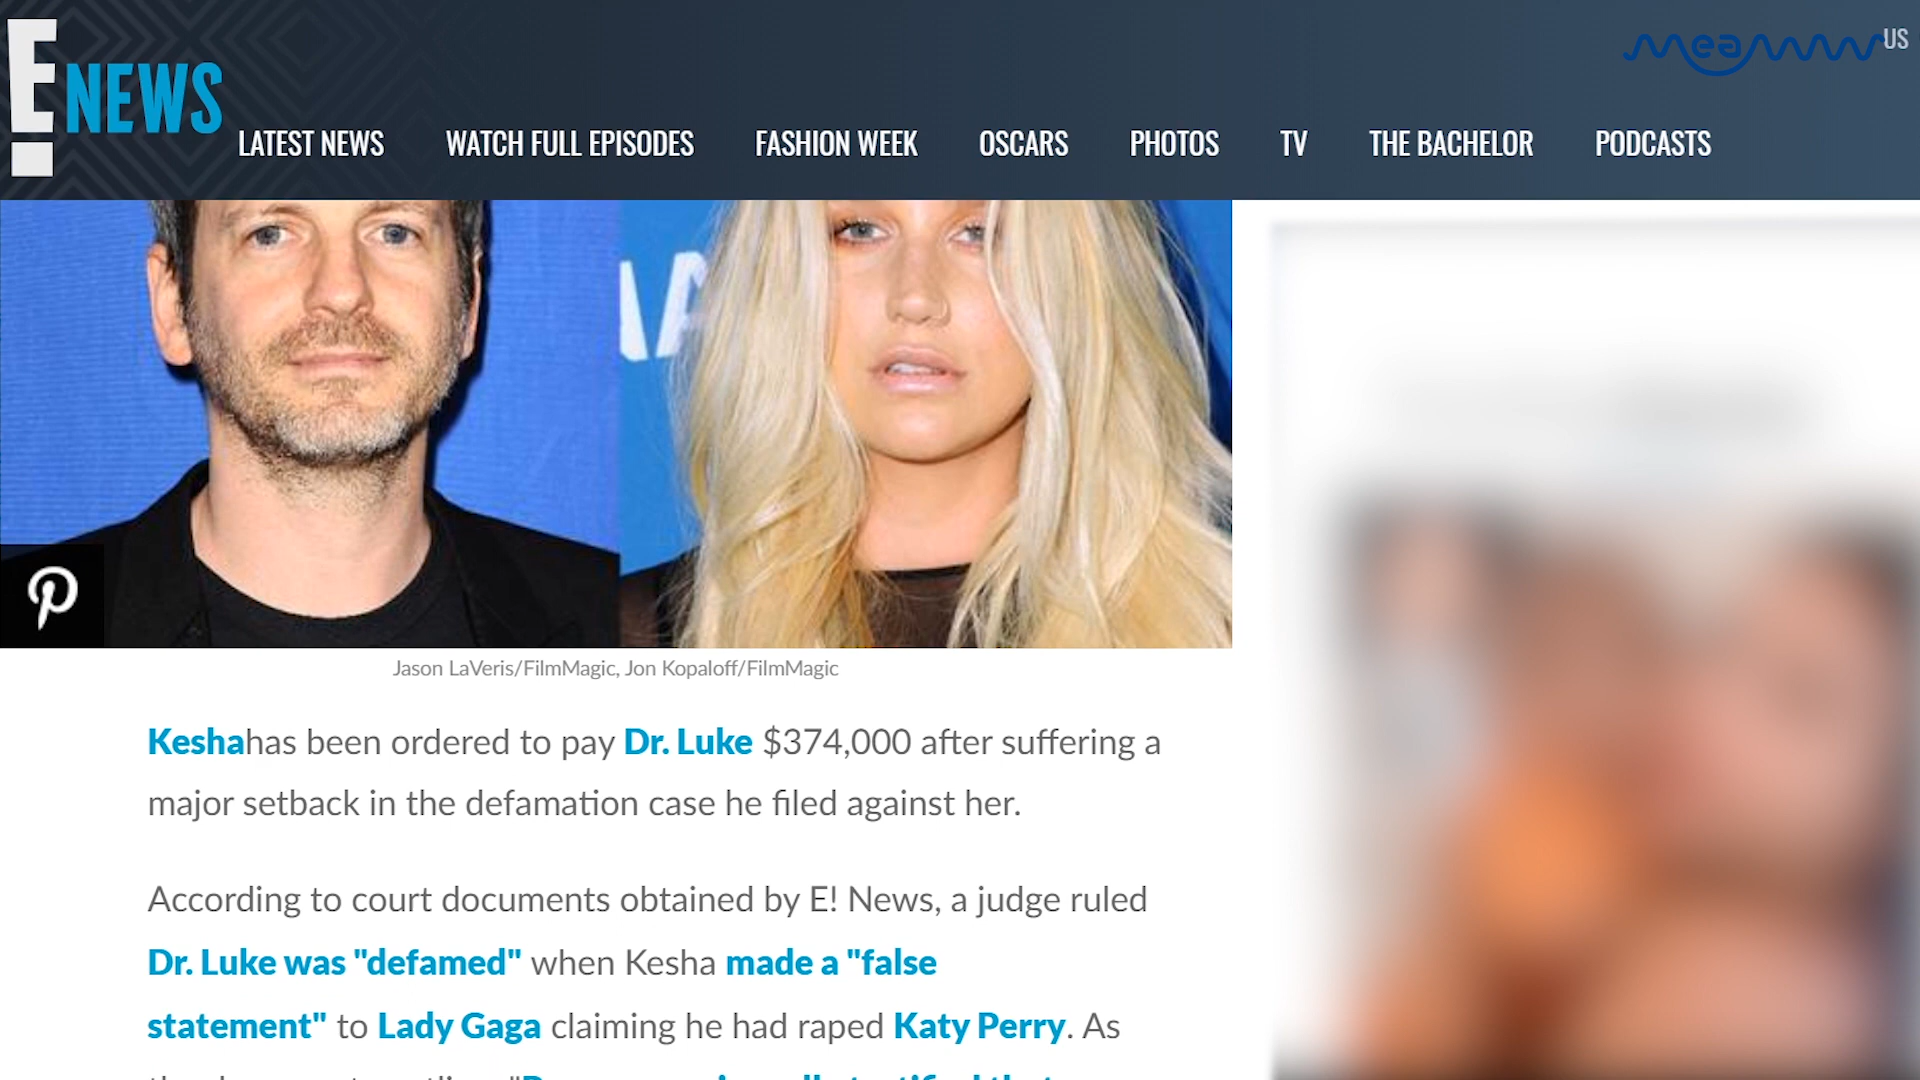 E!
NEWS
meaww
US
LATEST NEWS WATCH FULL EPISODES FASHION WEEK OSCARS PHOTOS TV THE BACHELOR PODCASTS
Jason LaVeris/FilmMagic, Jon Kopaloff/FilmMagic
Keshahas been ordered to pay Dr. Luke $374,000 after suffering a
major setback in the defamation case he filed against her.
According to court documents obtained by E! News, a judge ruled
Dr. Luke was "defamed" when Kesha made a "false
statement" to Lady Gaga claiming he had raped Katy Perry. As